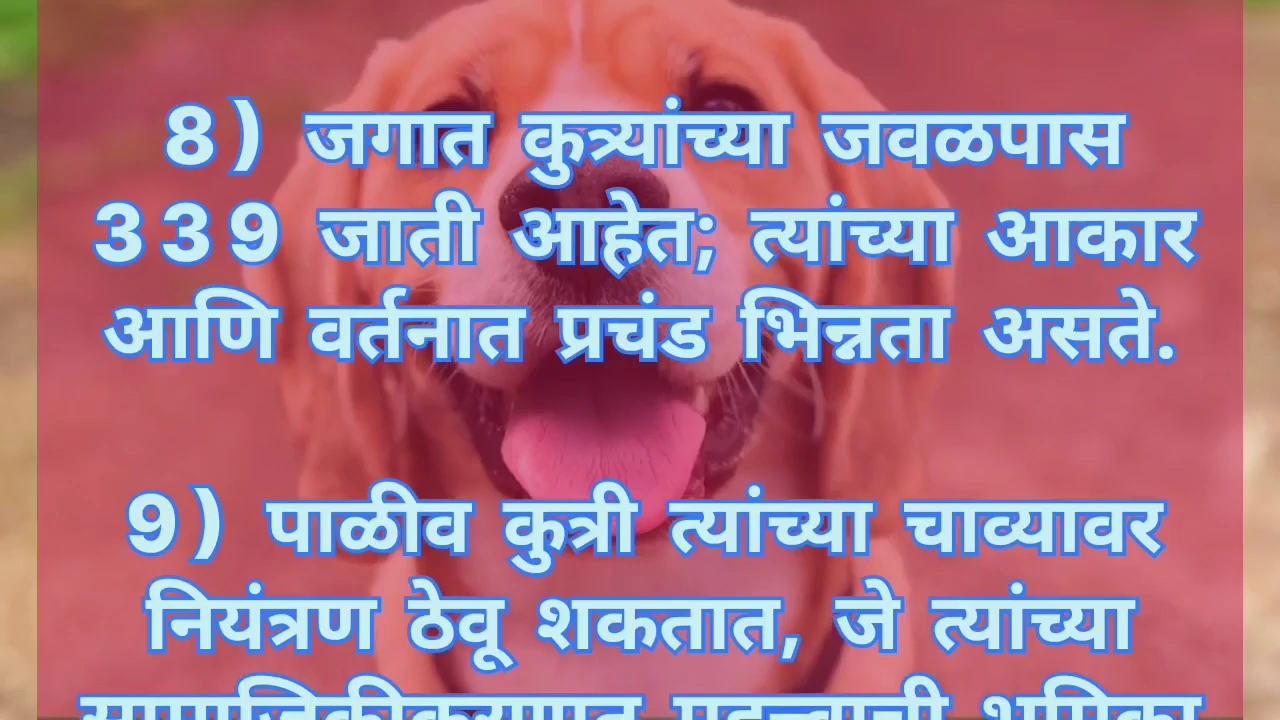 8) जगात कुत्र्यांच्या जवळपास
339 जाती आहेत; त्यांच्या आकार
आणि वर्तनात प्रचंड भिन्नता असते.
9) पाळीव कुत्री त्यांच्या चाव्यावर
नियंत्रण ठेवू शकतात, जे त्यांच्या